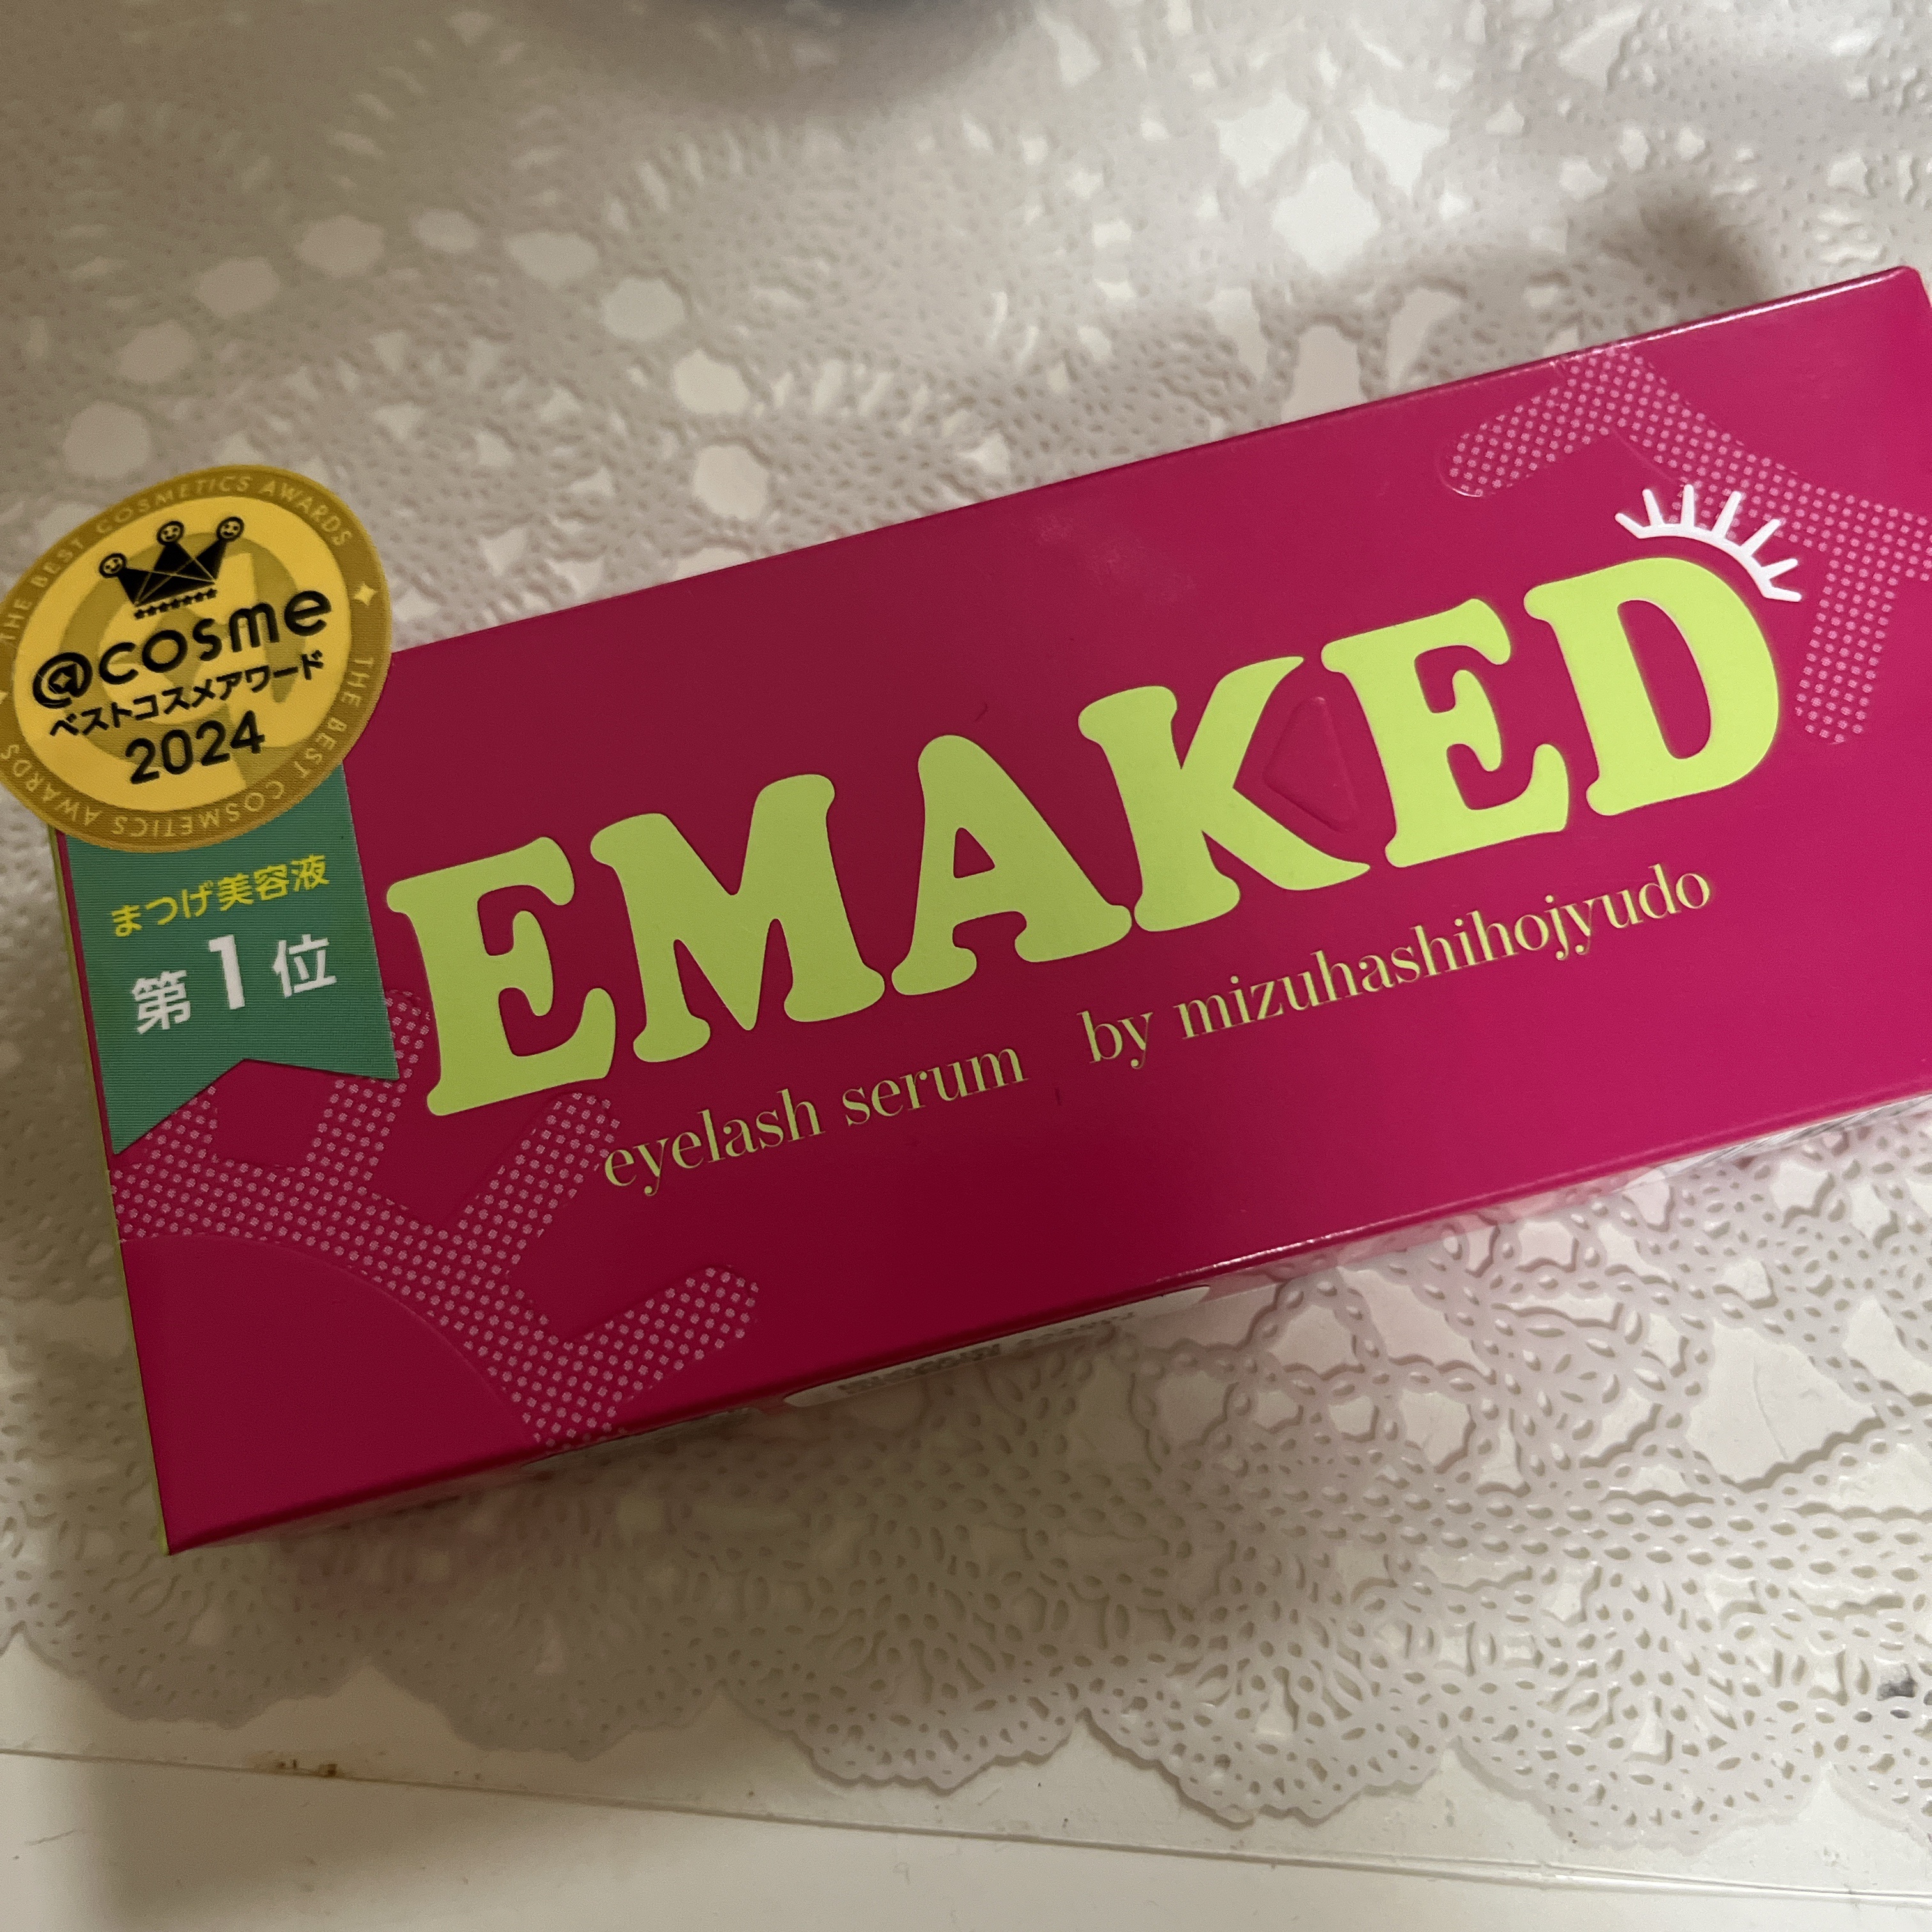 THE BEST COSMETICS AWARDS
@cosme
ベストコスメアワード
2024
THE BEST COSMETICS AWARDS
まつげ美容液
第1位
EMAKED
eyelash serum by mizuhashihojyudo